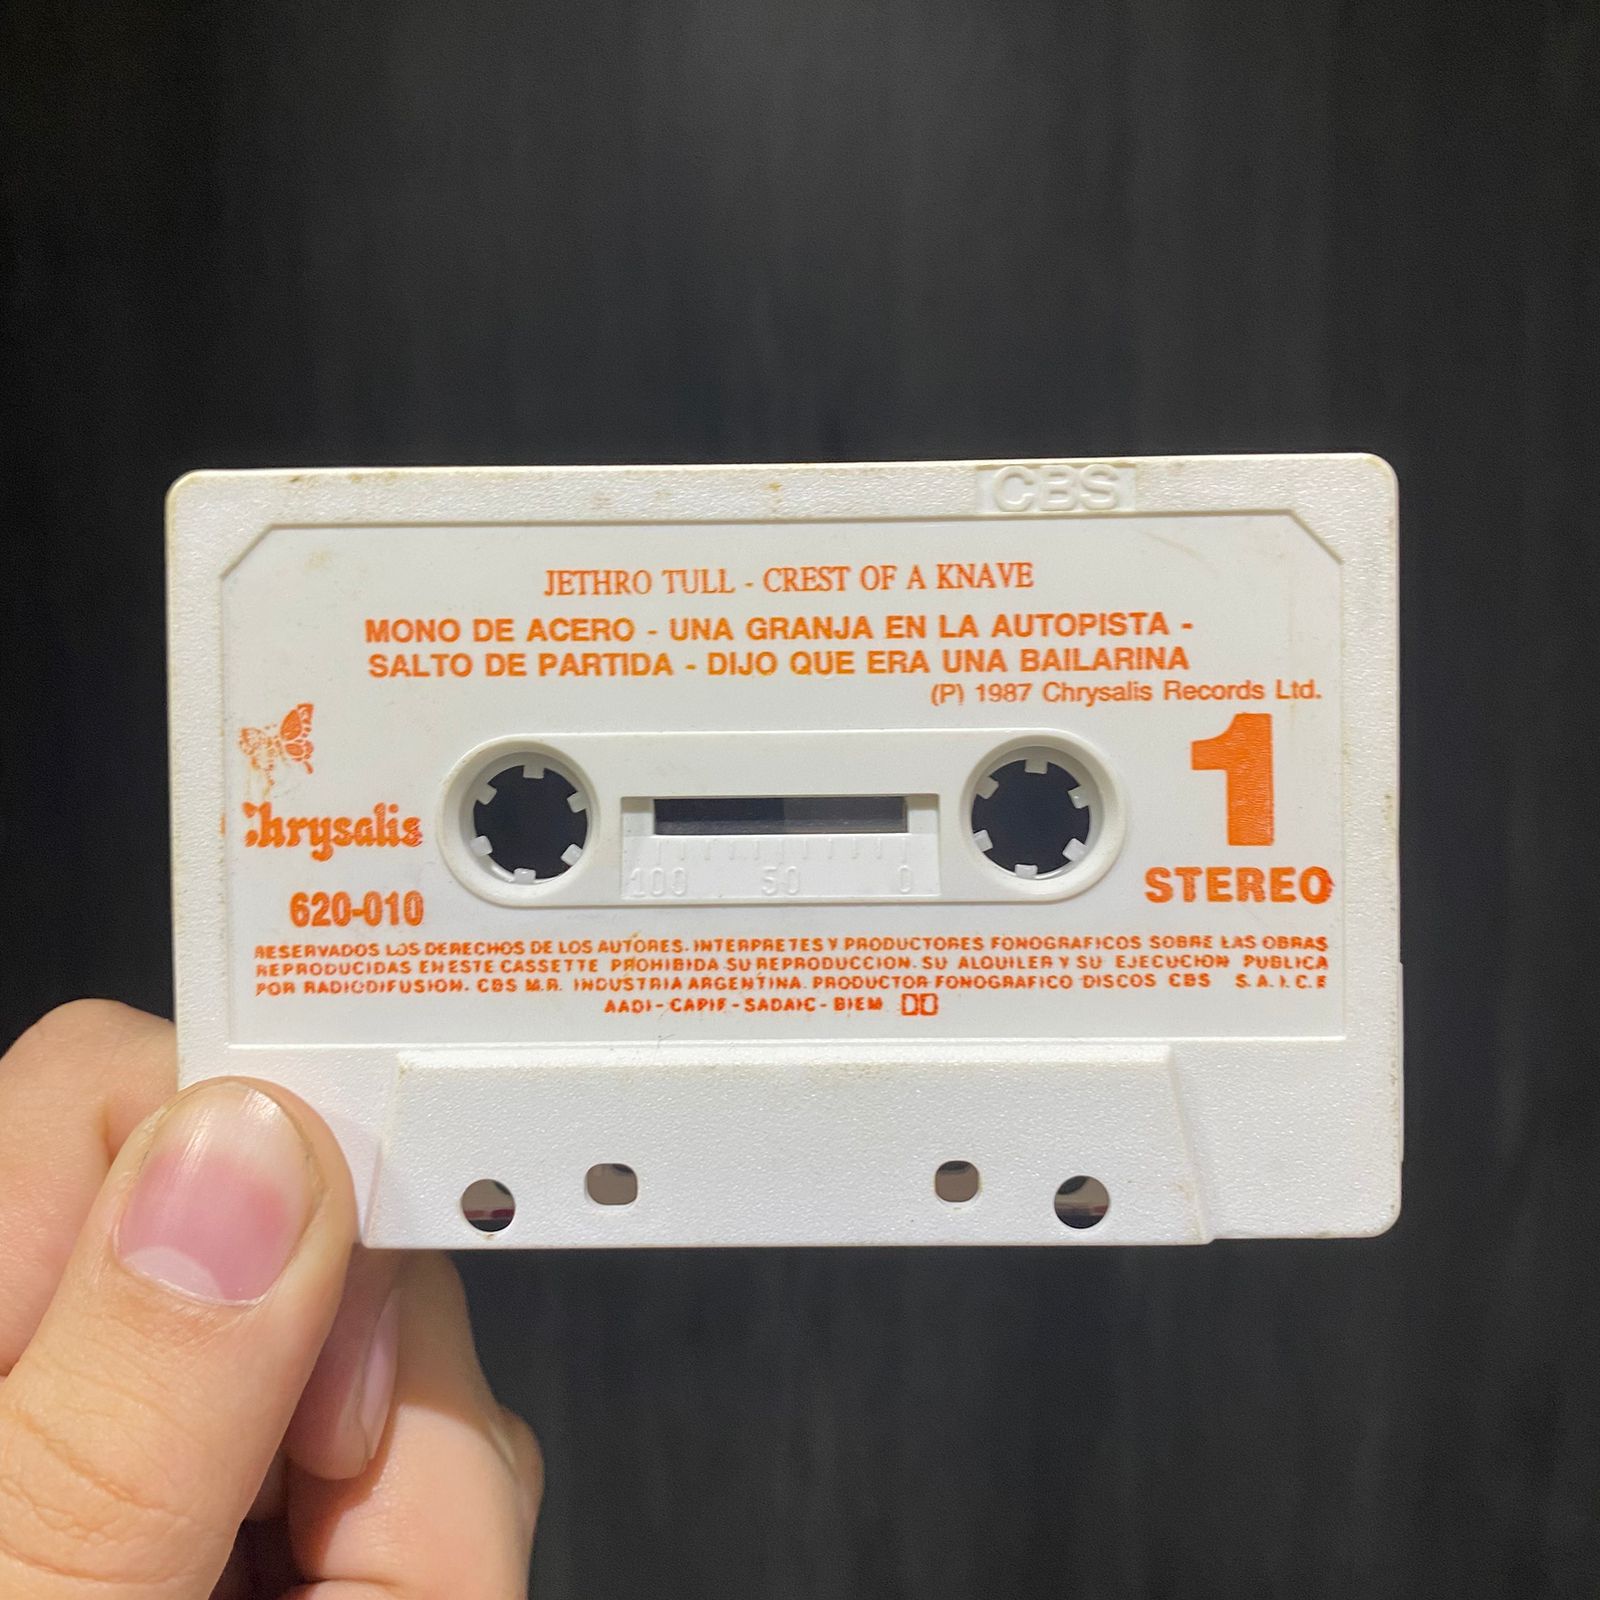 CBS
JETHRO TULL - CREST OF A KNAVE
MONO DE ACERO - UNA GRANJA EN LA AUTOPISTA -
SALTO DE PARTIDA - DIJO QUE ERA UNA BAILARINA
(P) 1987 Chrysalis Records Ltd.
1
Chrysalis
STEREO
620-010
100 50 0
RESERVADOS LOS DERECHOS DE LOS AUTORES. INTERPRETES Y PRODUCTORES FONOGRAFICOS SOBRE LAS OBRAS
REPRODUCIDAS EN ESTE CASSETTE PROHIBIDA SU REPRODUCCION. SU ALQUILER Y SU EJECUCION PUBLICA
POR RADIODIFUSION. CBS M.R. INDUSTRIA ARGENTINA. PRODUCTOR FONOGRAFICO DISCOS CBS S.A.I.C.F
AADI - CAPIF - SADAIC - BIEM